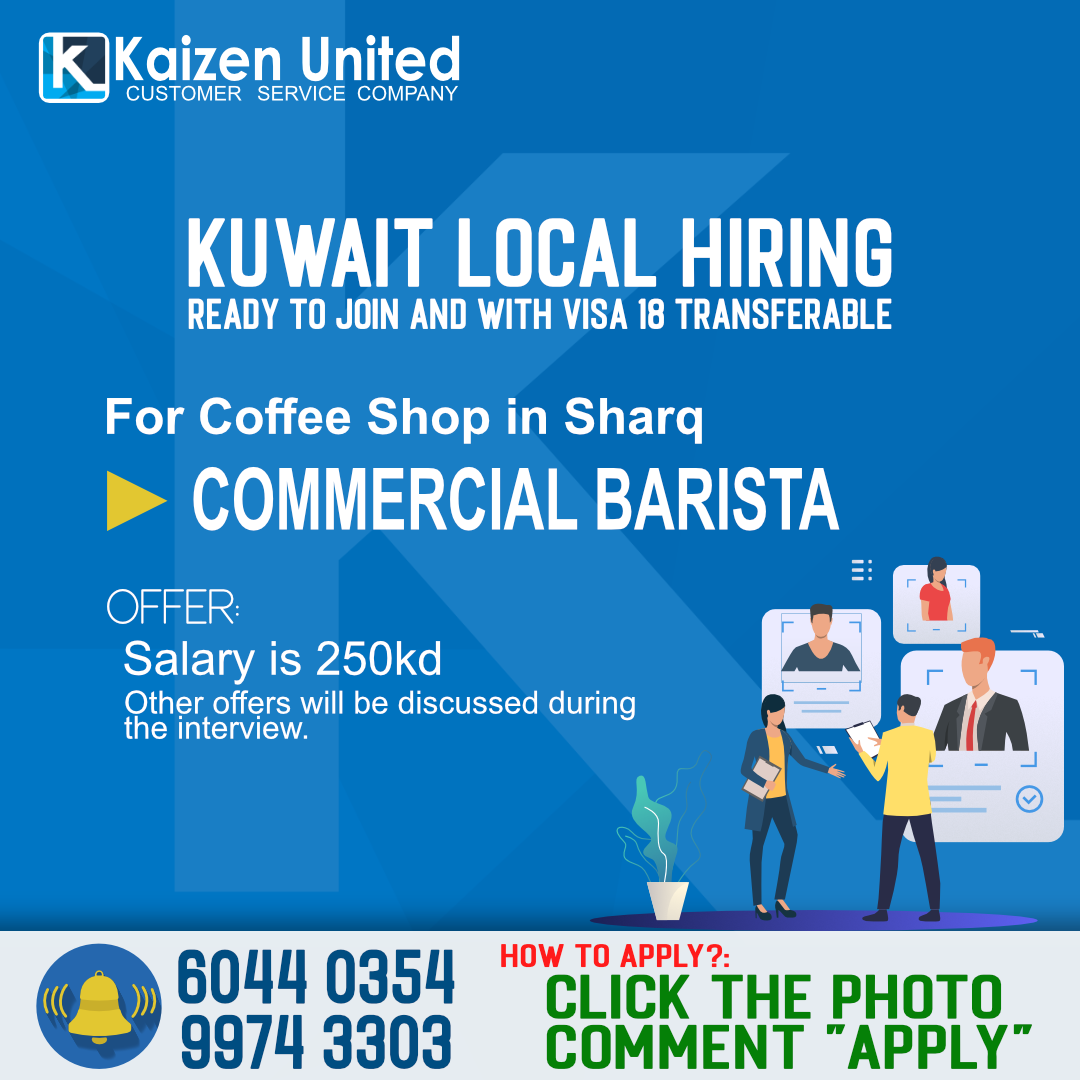 K Kaizen United
CUSTOMER SERVICE COMPANY
KUWAIT LOCAL HIRING
READY TO JOIN AND WITH VISA 18 TRANSFERABLE
For Coffee Shop in Sharq
COMMERCIAL BARISTA
OFFER:
Salary is 250kd
Other offers will be discussed during
the interview.
6044 0354
9974 3303
HOW TO APPLY?:
CLICK THE PHOTO
COMMENT "APPLY"